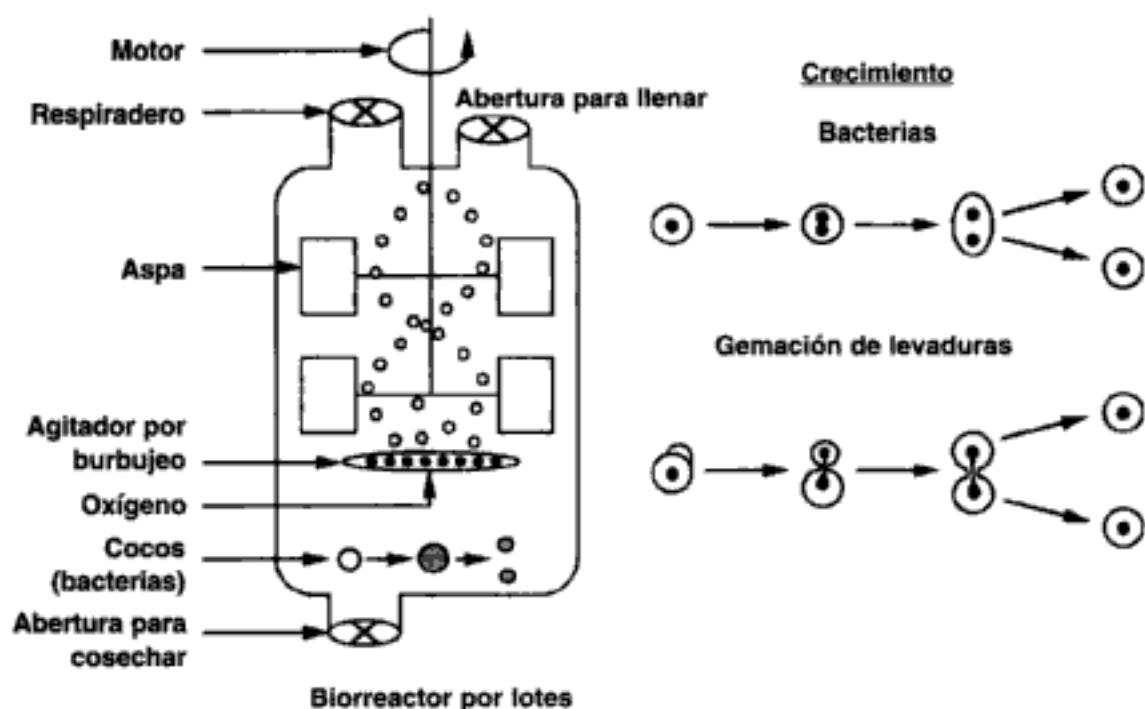 Motor
Respiradero
Abertura para llenar
Aspa
Agitador por
burbujeo
Oxígeno
Cocos
(bacterias)
Abertura para
cosechar
Biorreactor por lotes
Crecimiento
Bacterias
Gemación de levaduras